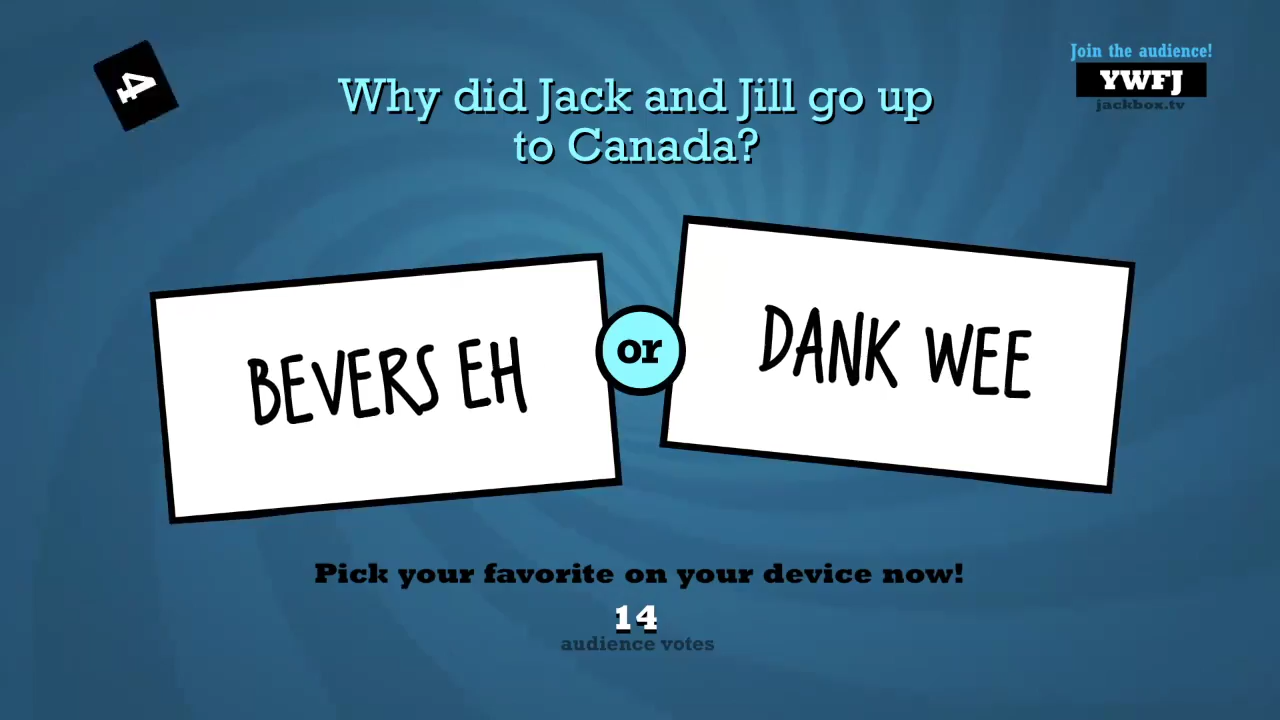 4
Join the audience!
YWFJ
jackbox.tv
Why did Jack and Jill go up
to Canada?
BEVERS EH
or
DANK WEE
Pick your favorite on your device now!
14
audience votes